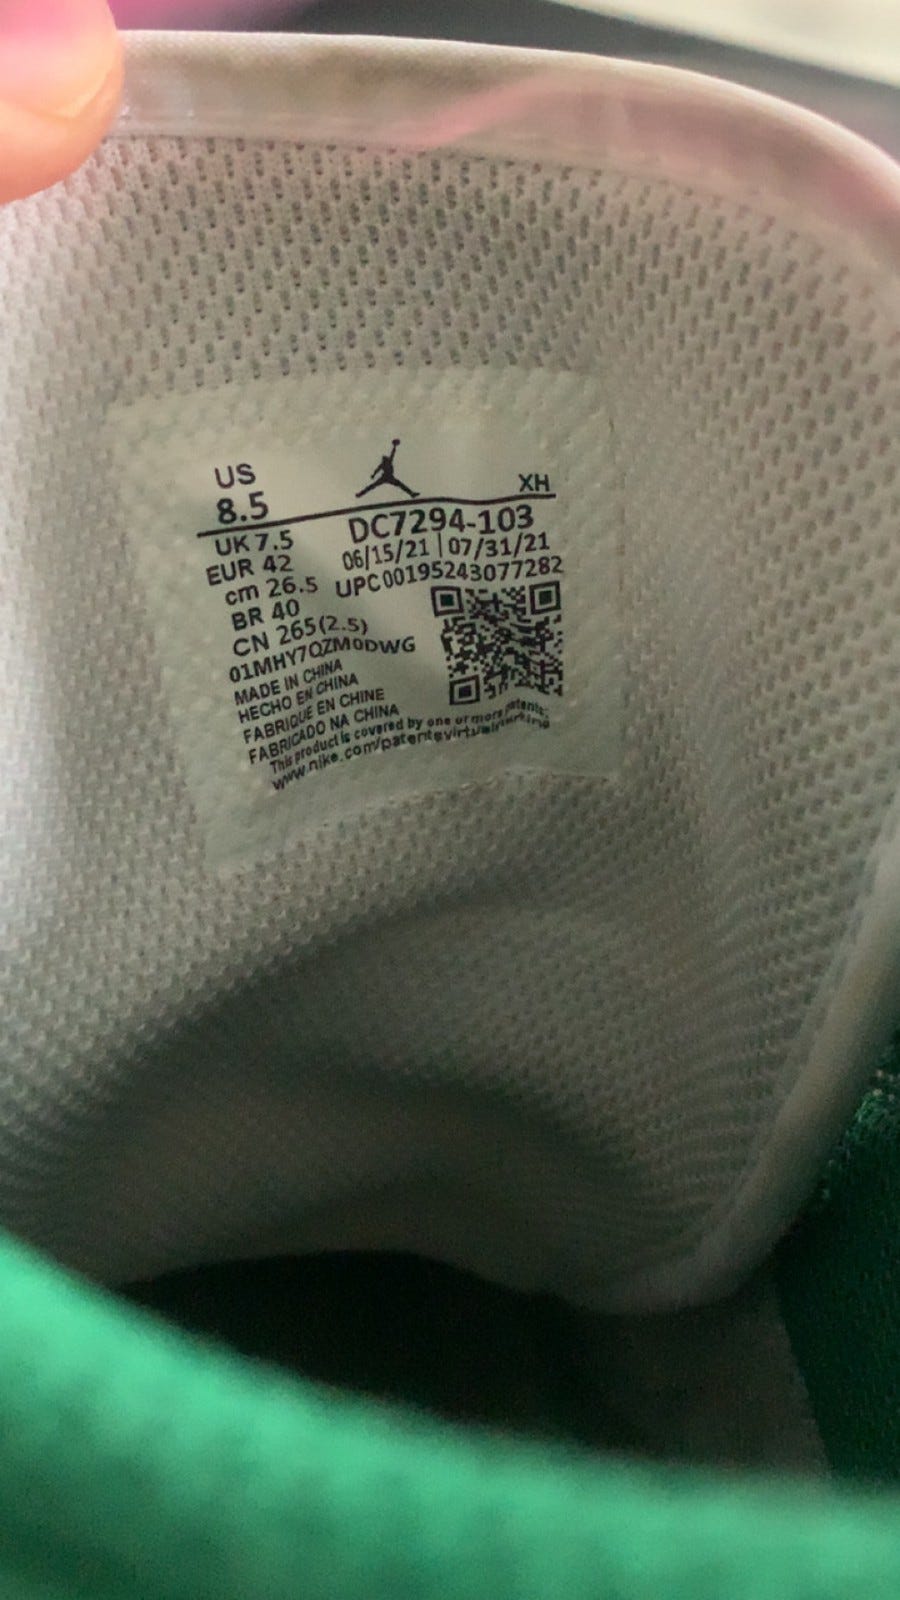 US
8.5
XH
UK 7.5
DC7294-103
EUR 42
06/15/21 | 07/31/21
cm 26.5
UPC 00195243077282
BR 40
CN 265(2.5)
01MHY7QZM0DWG
MADE IN CHINA
HECHO EN CHINA
FABRIQUE EN CHINE
FABRICADO NA CHINA
This product is covered by one or more patents:
www.nike.com/patentsvirtualmarking